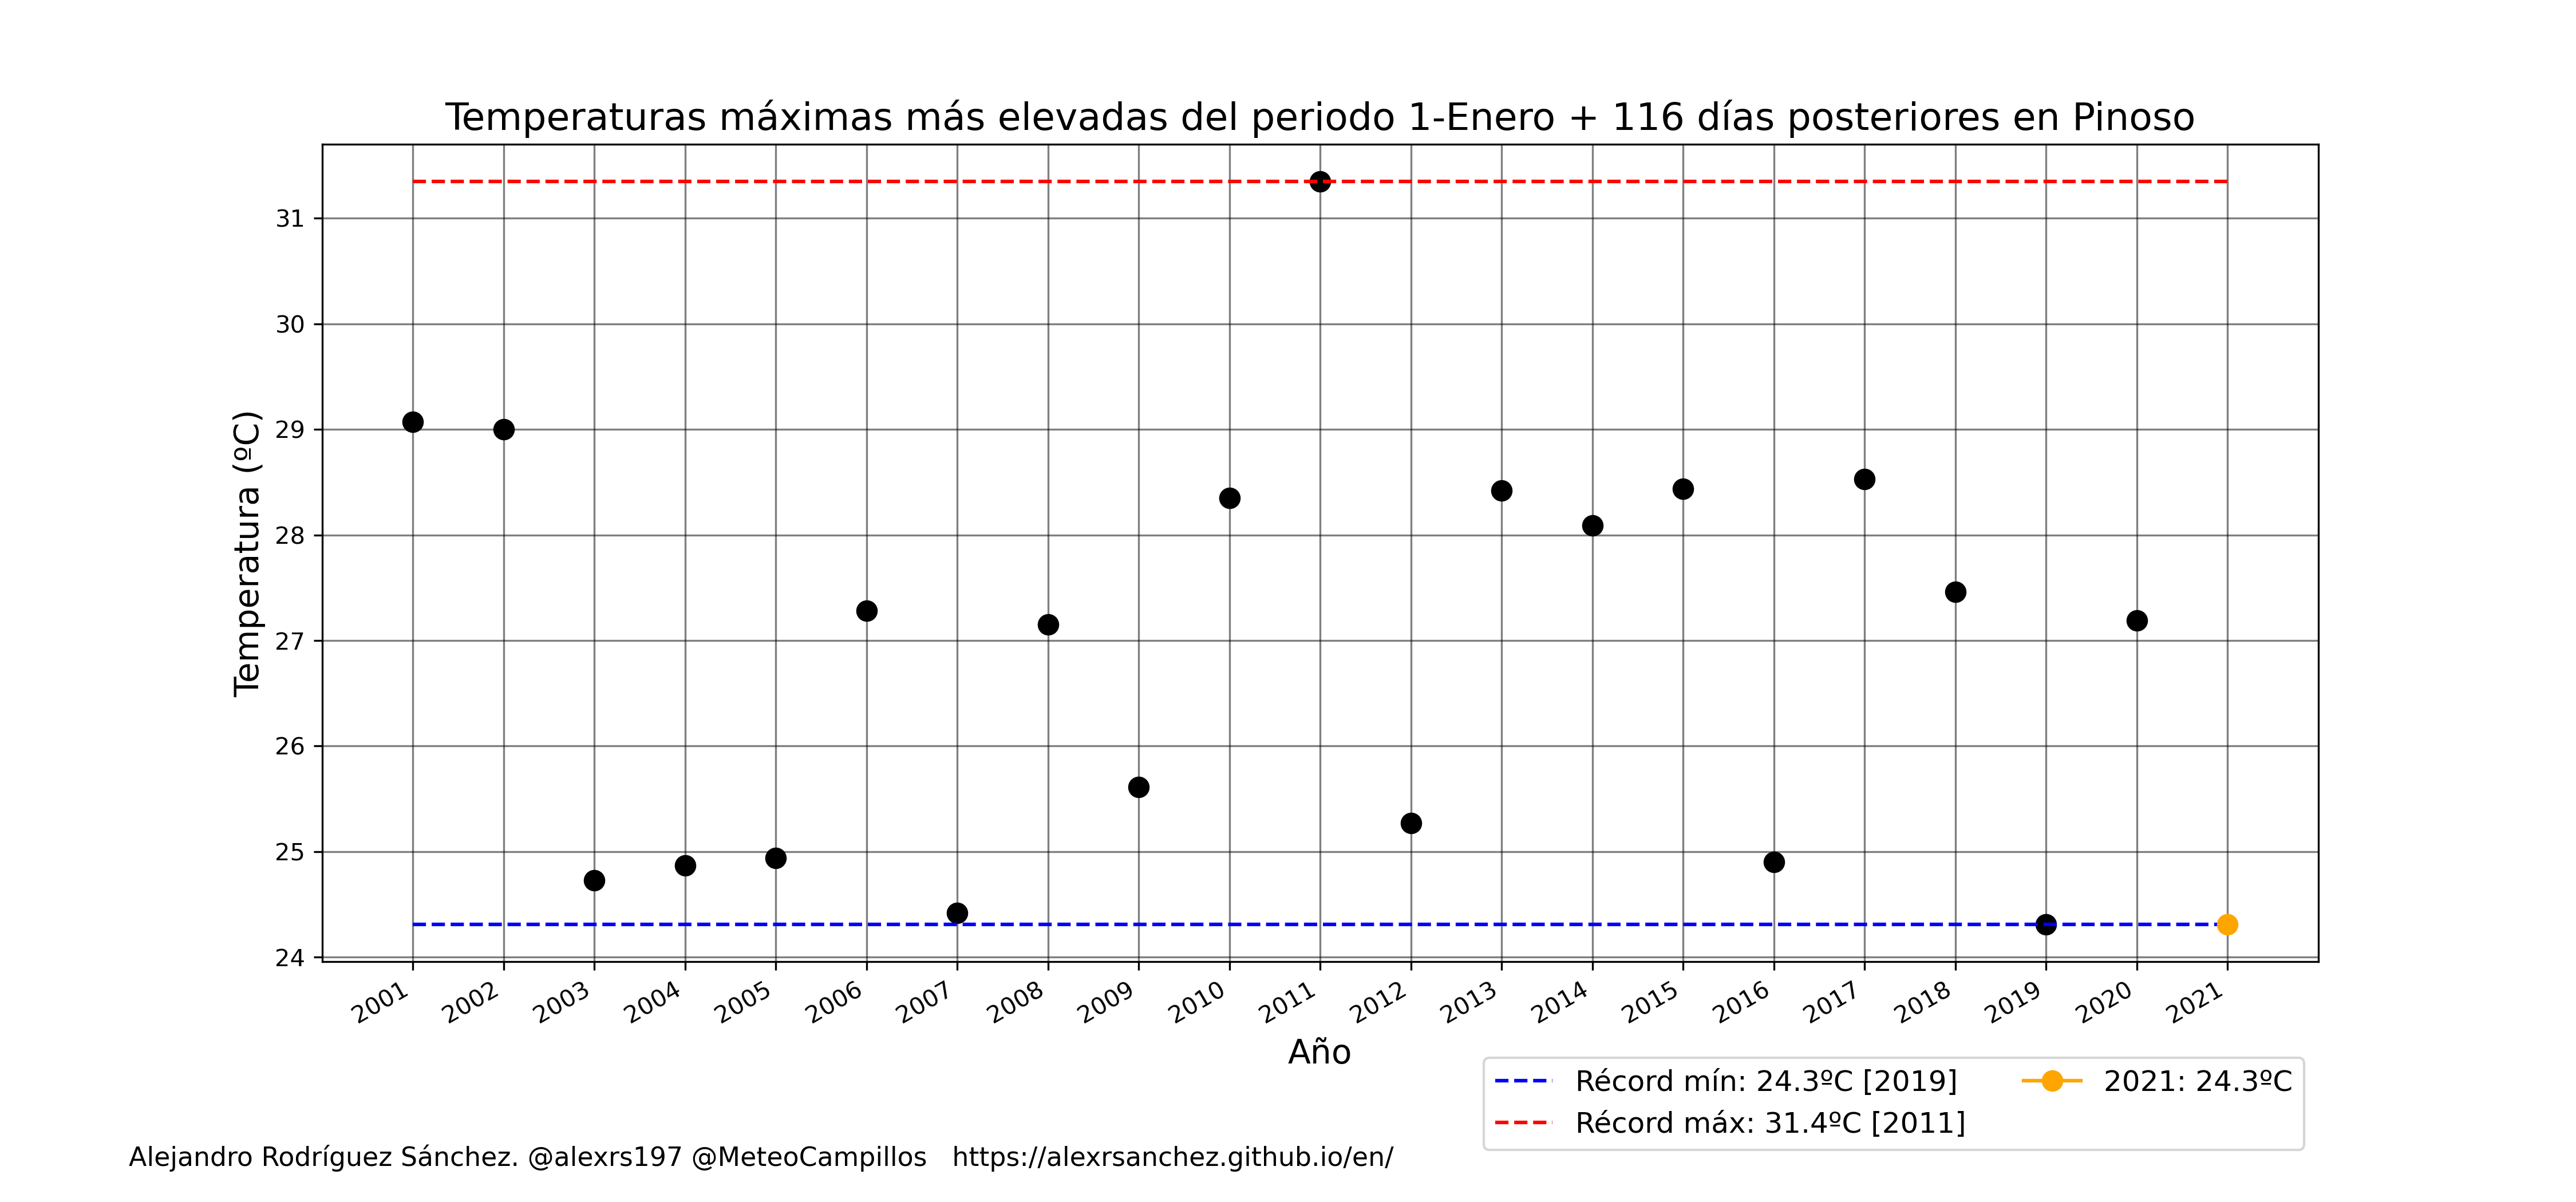 Temperaturas máximas más elevadas del periodo 1-Enero + 116 días posteriores en Pinoso
Temperatura (ºC)
31
30
29
28
27
26
25
24
2001 2002 2003 2004 2005 2006 2007 2008 2009 2010 2011 2012 2013 2014 2015 2016 2017 2018 2019 2020 2021
Año
Récord mín: 24.3ºC [2019]
Récord máx: 31.4ºC [2011]
2021: 24.3ºC
Alejandro Rodríguez Sánchez. @alexrs197 @MeteoCampillos https://alexrsanchez.github.io/en/